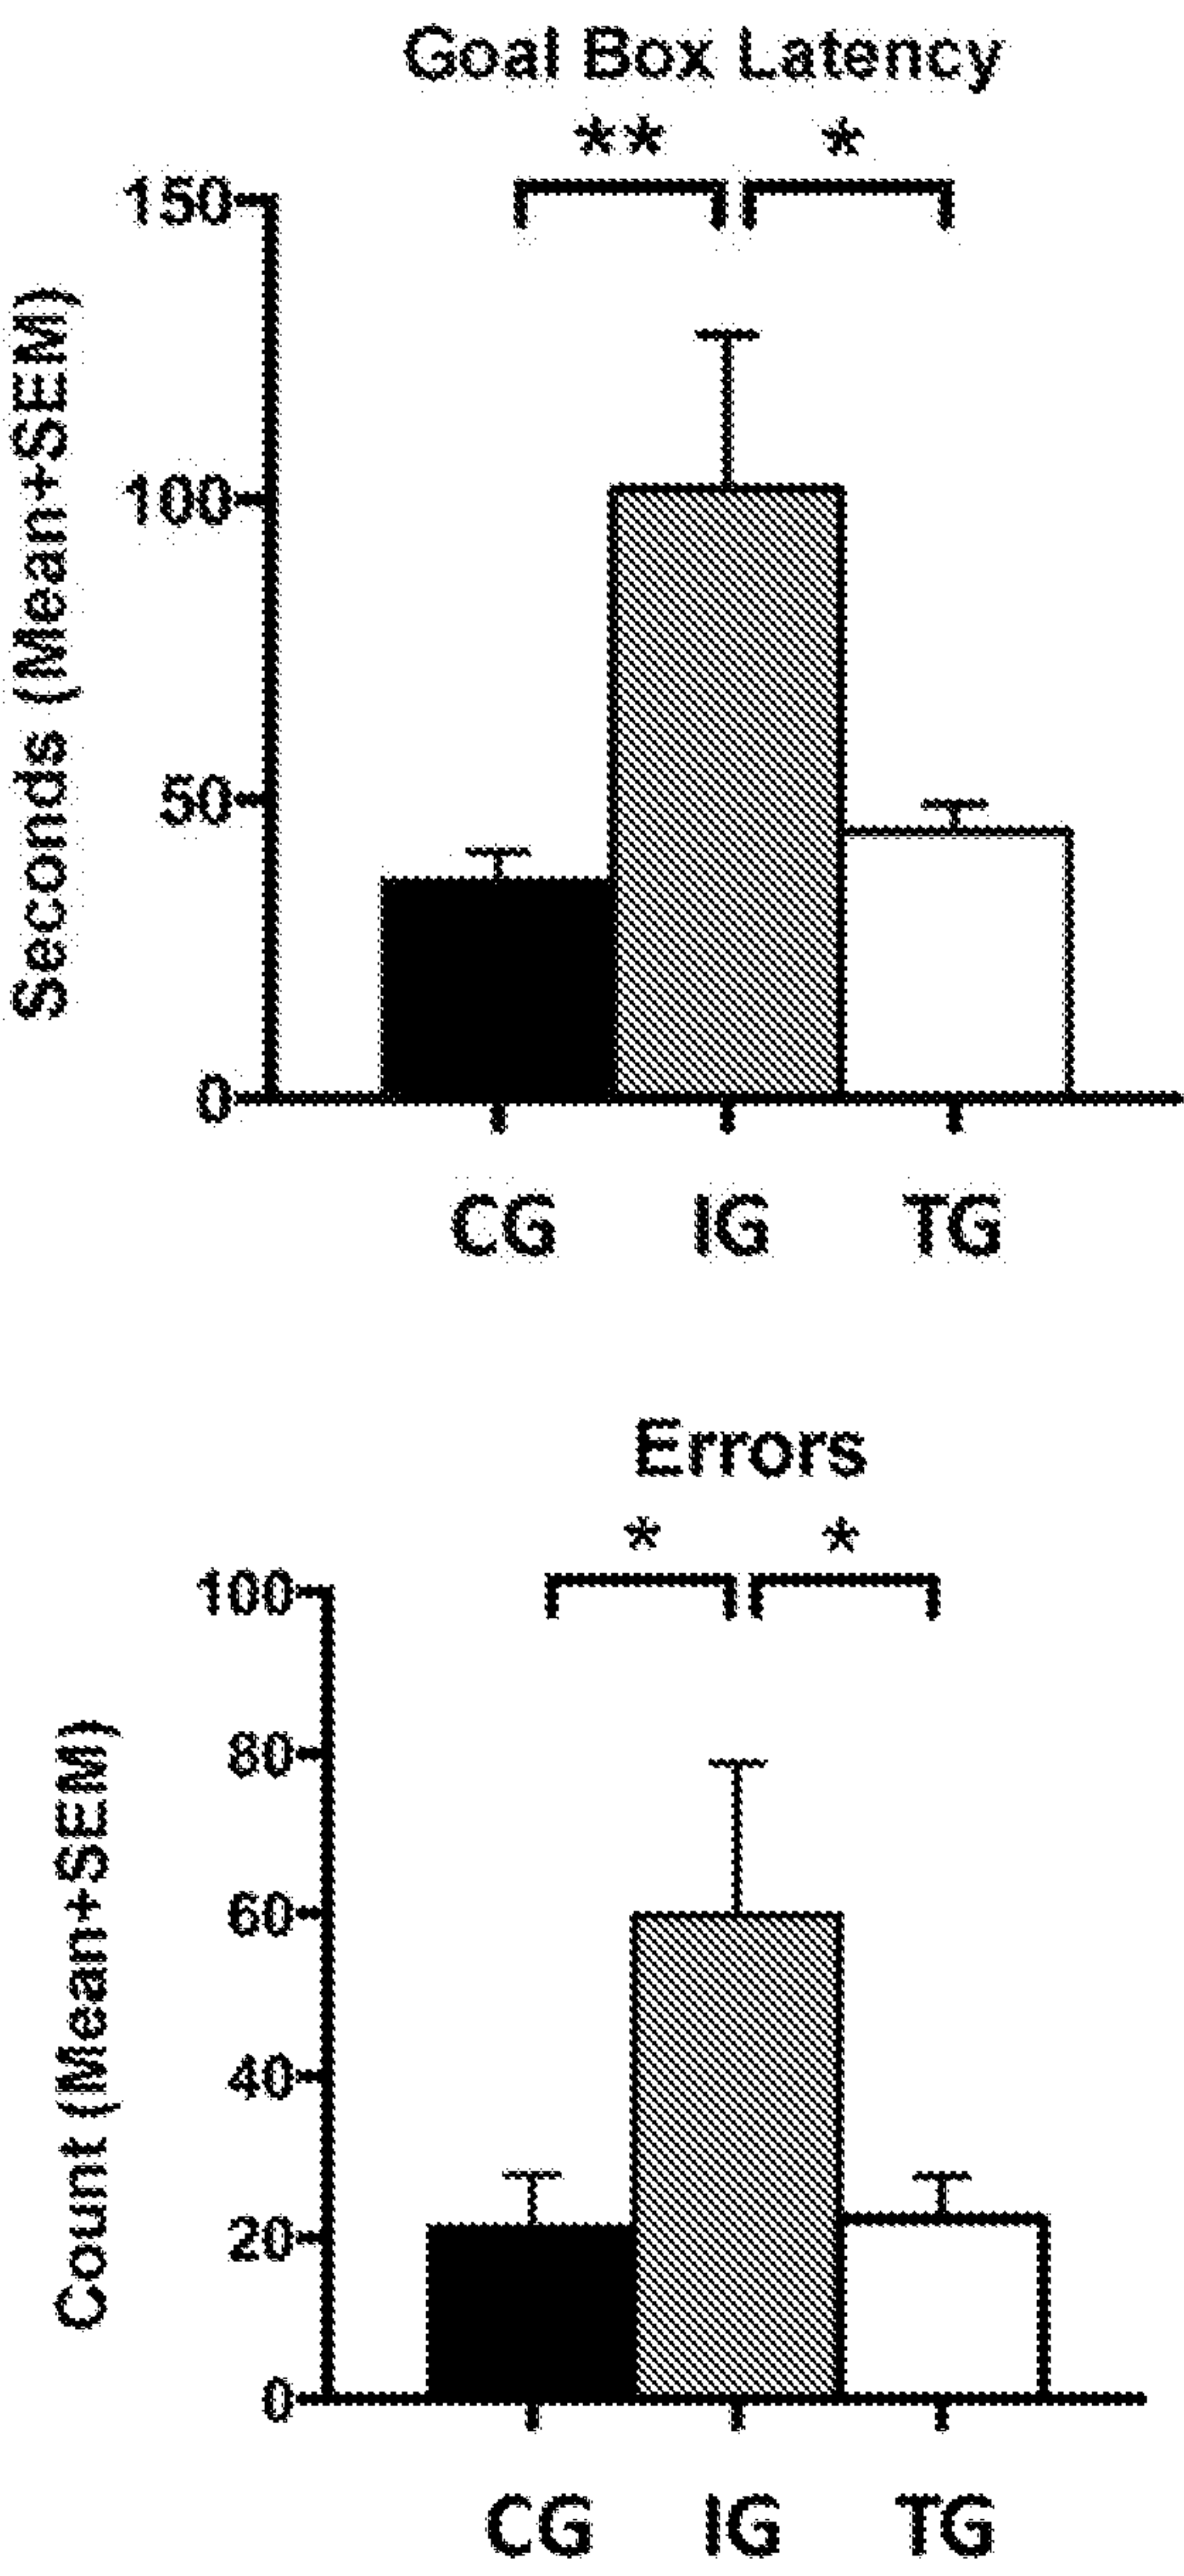 Goal Box Latency
** *
150
100
50
0
Seconds (Mean+SEM)
CG IG TG
Errors
* *
100
80
60
40
20
0
Count (Mean+SEM)
CG IG TG